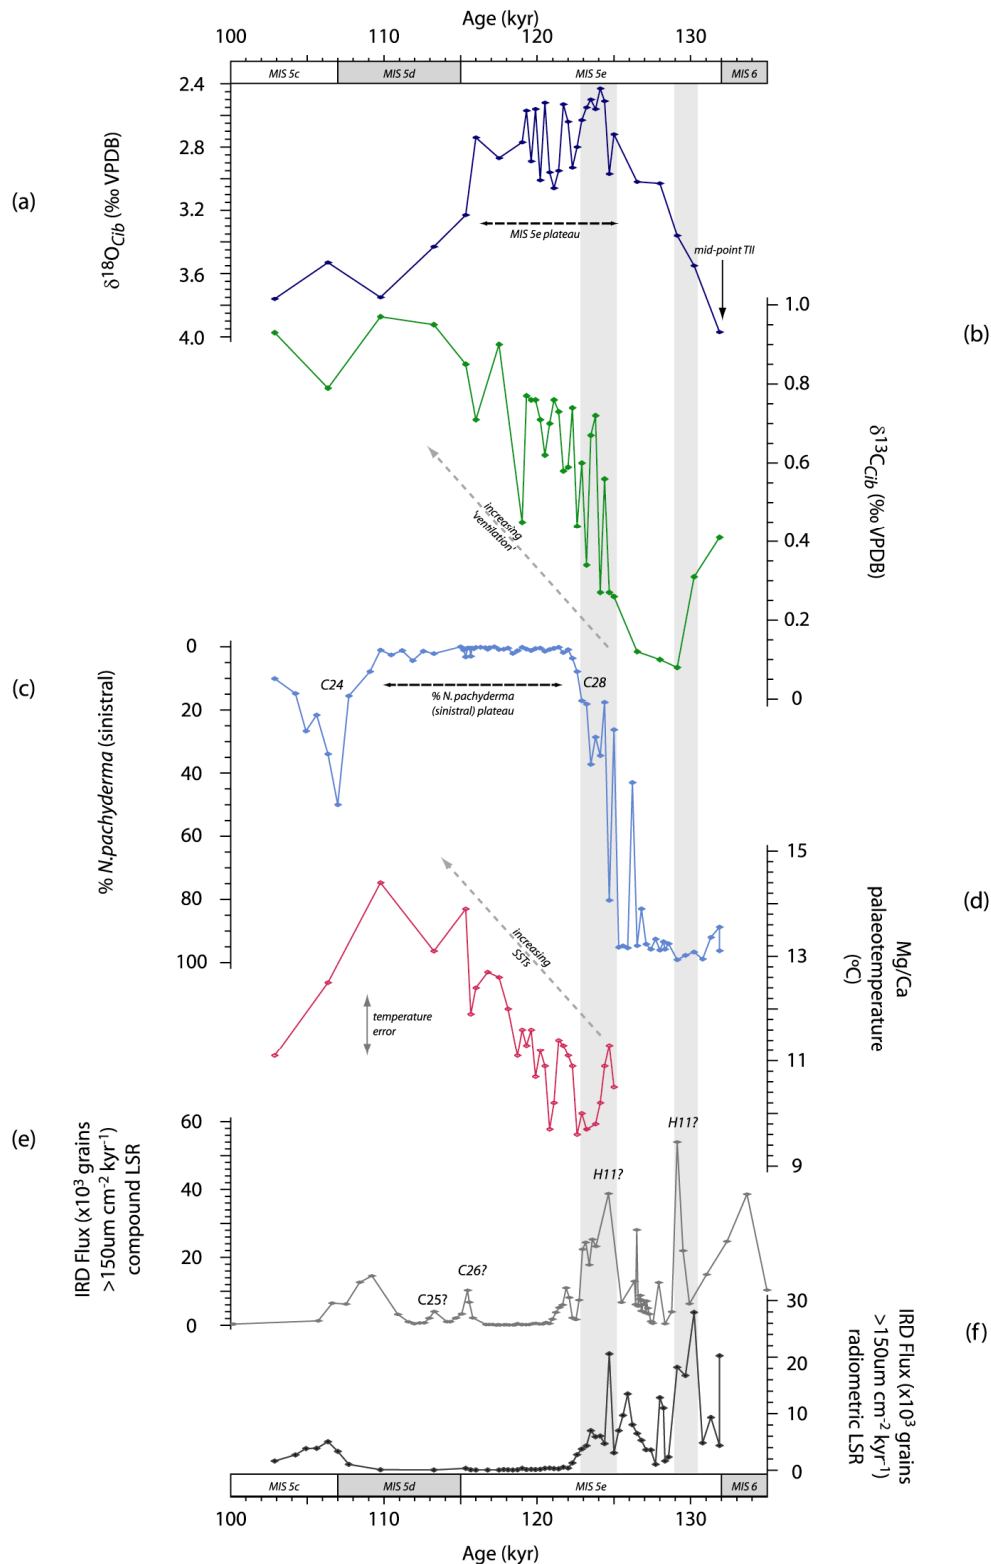 Age (kyr)
100 110 120 130
MIS 5c MIS 5d MIS 5e MIS 6
(a)
δ18OCib (‰ VPDB)
2.4
2.8
3.2
3.6
4.0
MIS 5e plateau
mid-point TII
(b)
δ13CCib (‰ VPDB)
1.0
0.8
0.6
0.4
0.2
0
increasing
'ventilation'
(c)
% N.pachyderma (sinistral)
0
20
40
60
80
100
C24
C28
% N.pachyderma
(sinistral) plateau
(d)
Mg/Ca
palaeotemperature
(ºC)
15
13
11
9
increasing
SSTs
temperature
error
(e)
IRD Flux (x10³ grains
>150um cm-2 kyr-1)
compound LSR
60
40
20
0
H11?
H11?
C26?
C25?
(f)
IRD Flux (x10³ grains
>150um cm-2 kyr-1)
radiometric LSR
30
20
10
0
MIS 5c MIS 5d MIS 5e MIS 6
100 110 120 130
Age (kyr)